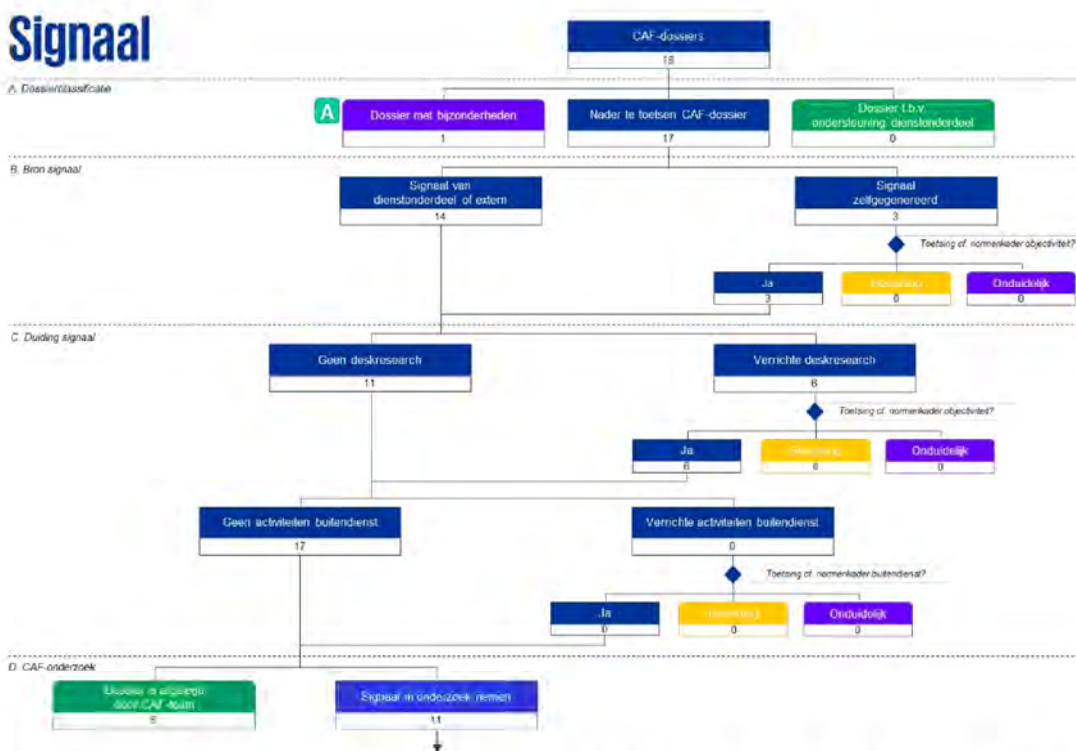 Signaal
CAF-dossiers
18
A. Dossierclassificatie
A
Dossier met bijzonderheden
1
Nader te toetsen CAF-dossier
17
Dossier t.b.v.
ondersteuning dienstonderdeel
0
B. Bron signaal
Signaal van
dienstonderdeel of extern
14
Signaal
zelfgegenereerd
3
Toetsing cf. normenkader objectiviteit?
Ja
3
0
Onduidelijk
0
C. Duiding signaal
Geen deskresearch
11
Verrichte deskresearch
6
Toetsing cf. normenkader objectiviteit?
Ja
6
0
Onduidelijk
0
Geen activiteiten buitendienst
17
Verrichte activiteiten buitendienst
0
Toetsing cf. normenkader buitendienst?
Ja
0
0
Onduidelijk
0
D. CAF-onderzoek
Dossier is afgelegd
door CAF-team
6
Signaal in onderzoek nemen
11